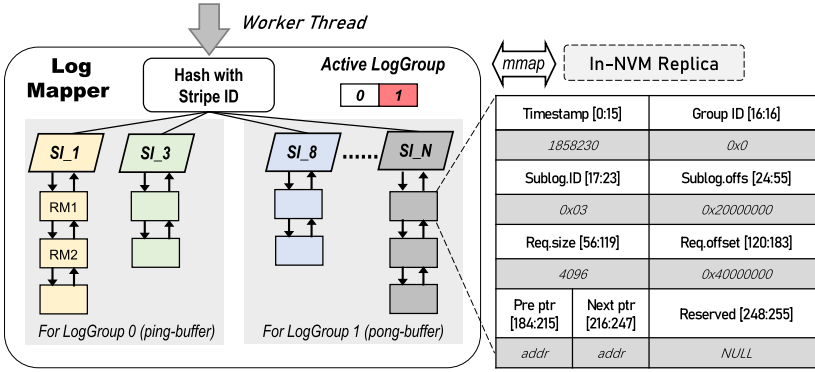 Worker Thread
Log
Mapper
Hash with
Stripe ID
Active LogGroup
0 1
SI_1
SI_3
SI_8
......
SI_N
RM1
RM2
For LogGroup 0 (ping-buffer)
For LogGroup 1 (pong-buffer)
mmap
In-NVM Replica
Timestamp [0:15] Group ID [16:16]
1858230 0x0
Sublog.ID [17:23] Sublog.offs [24:55]
0x03 0x20000000
Req.size [56:119] Req.offset [120:183]
4096 0x40000000
Pre ptr
[184:215]
Next ptr
[216:247]
Reserved [248:255]
addr addr NULL